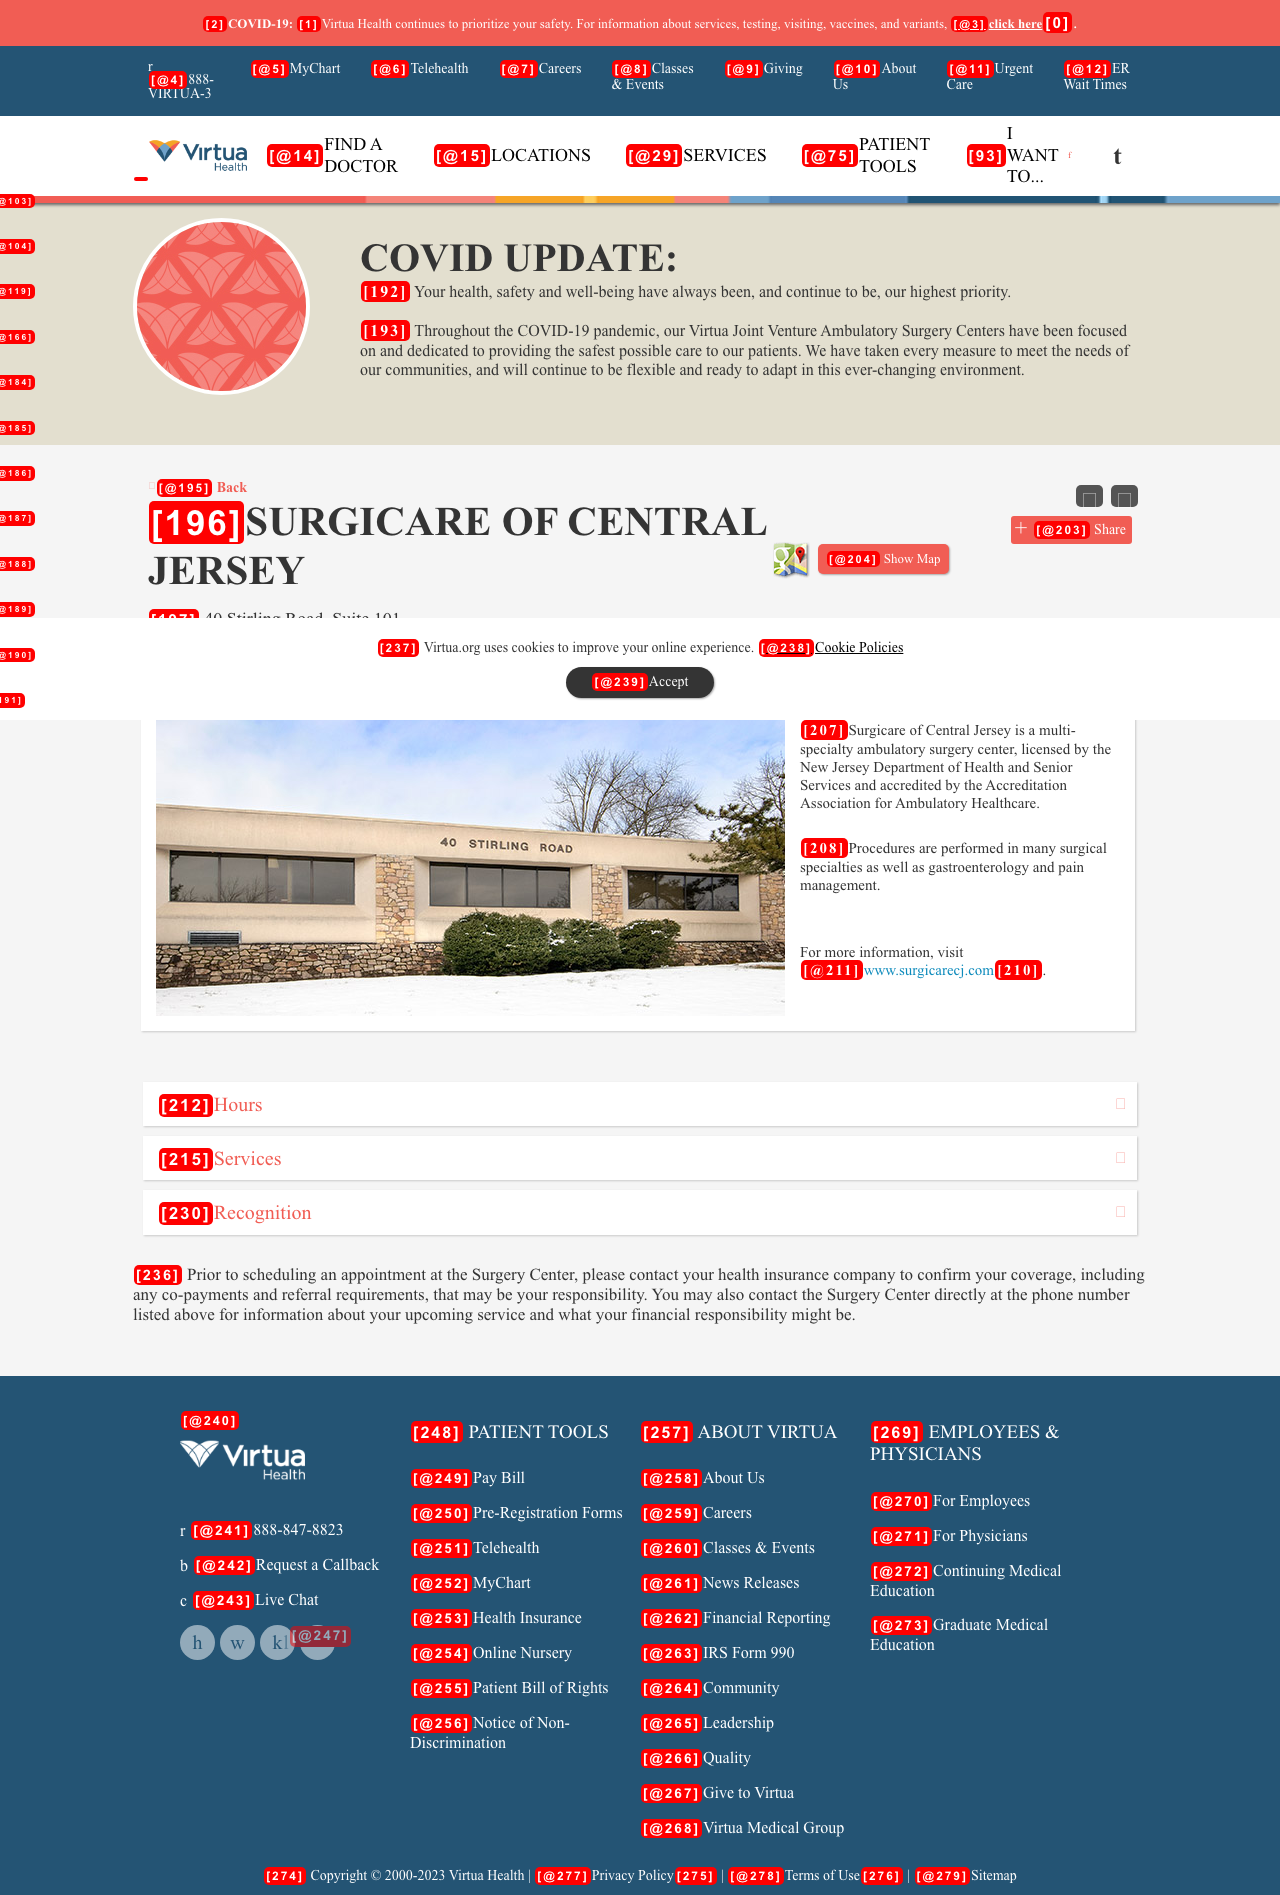 [2] COVID-19: [1] Virtua Health continues to prioritize your safety. For information about services, testing, visiting, vaccines, and variants, [@3] click here [0].
r
[@4] 888-VIRTUA-3
[@5] MyChart
[@6] Telehealth
[@7] Careers
[@8] Classes & Events
[@9] Giving
[@10] About Us
[@11] Urgent Care
[@12] ER Wait Times
Virtua Health
[@14] FIND A DOCTOR
[@15] LOCATIONS
[@29] SERVICES
[@75] PATIENT TOOLS
[93] I WANT TO...
f
t
@103]
@104]
@119]
@166]
@184]
@185]
@186]
@187]
@188]
@189]
@190]
191]
COVID UPDATE:
[192] Your health, safety and well-being have always been, and continue to be, our highest priority.
[193] Throughout the COVID-19 pandemic, our Virtua Joint Venture Ambulatory Surgery Centers have been focused
on and dedicated to providing the safest possible care to our patients. We have taken every measure to meet the needs of
our communities, and will continue to be flexible and ready to adapt in this ever-changing environment.
[@195] Back
[196] SURGICARE OF CENTRAL
JERSEY
[@203] Share
[@204] Show Map
[197] 40 Stirling Road, Suite 101
[237] Virtua.org uses cookies to improve your online experience. [@238] Cookie Policies
[@239] Accept
40 STIRLING ROAD
[207] Surgicare of Central Jersey is a multi-
specialty ambulatory surgery center, licensed by the
New Jersey Department of Health and Senior
Services and accredited by the Accreditation
Association for Ambulatory Healthcare.
[208] Procedures are performed in many surgical
specialties as well as gastroenterology and pain
management.
For more information, visit
[@211] www.surgicarecj.com [210].
[212] Hours
[215] Services
[230] Recognition
[236] Prior to scheduling an appointment at the Surgery Center, please contact your health insurance company to confirm your coverage, including
any co-payments and referral requirements, that may be your responsibility. You may also contact the Surgery Center directly at the phone number
listed above for information about your upcoming service and what your financial responsibility might be.
[@240]
Virtua Health
r [@241] 888-847-8823
b [@242] Request a Callback
c [@243] Live Chat
h w k l [@247]
[248] PATIENT TOOLS
[@249] Pay Bill
[@250] Pre-Registration Forms
[@251] Telehealth
[@252] MyChart
[@253] Health Insurance
[@254] Online Nursery
[@255] Patient Bill of Rights
[@256] Notice of Non-
Discrimination
[257] ABOUT VIRTUA
[@258] About Us
[@259] Careers
[@260] Classes & Events
[@261] News Releases
[@262] Financial Reporting
[@263] IRS Form 990
[@264] Community
[@265] Leadership
[@266] Quality
[@267] Give to Virtua
[@268] Virtua Medical Group
[269] EMPLOYEES &
PHYSICIANS
[@270] For Employees
[@271] For Physicians
[@272] Continuing Medical
Education
[@273] Graduate Medical
Education
[274] Copyright © 2000-2023 Virtua Health | [@277] Privacy Policy [275] | [@278] Terms of Use [276] | [@279] Sitemap